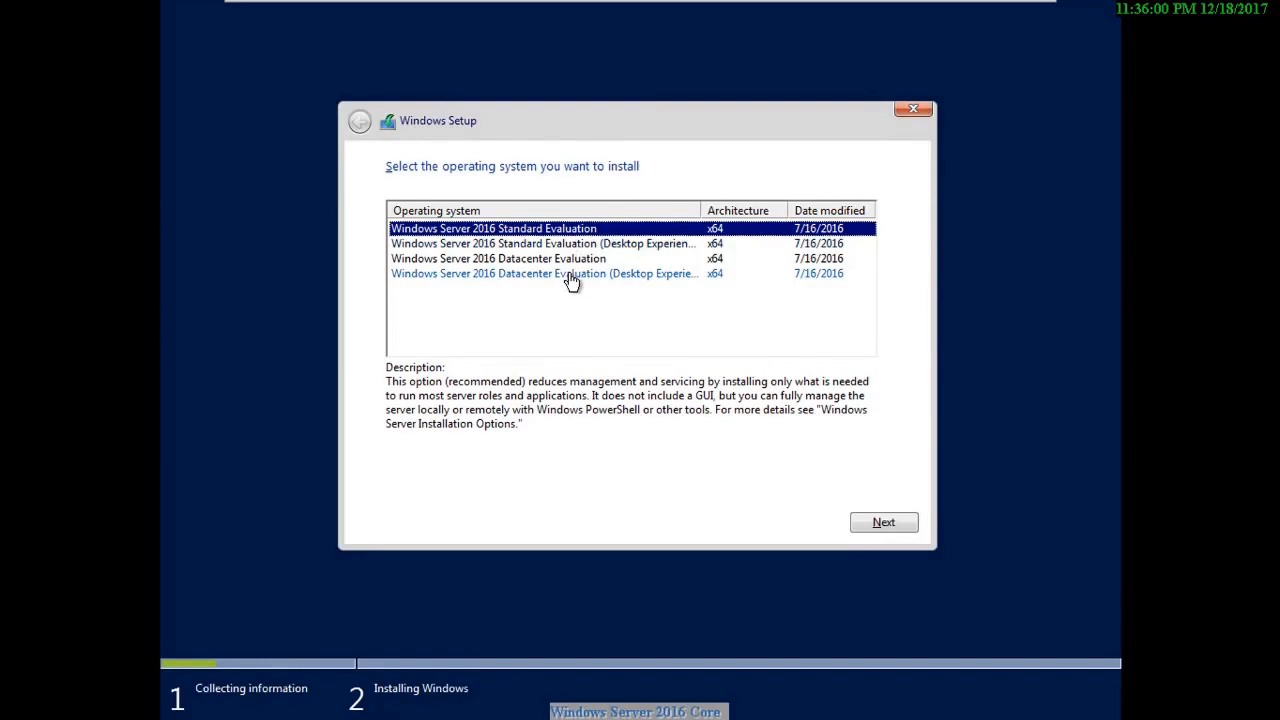 11:36:00 PM 12/18/2017
Windows Setup
Select the operating system you want to install
Operating system Architecture Date modified
Windows Server 2016 Standard Evaluation x64 7/16/2016
Windows Server 2016 Standard Evaluation (Desktop Experien... x64 7/16/2016
Windows Server 2016 Datacenter Evaluation x64 7/16/2016
Windows Server 2016 Datacenter Evaluation (Desktop Experie... x64 7/16/2016
Description:
This option (recommended) reduces management and servicing by installing only what is needed
to run most server roles and applications. It does not include a GUI, but you can fully manage the
server locally or remotely with Windows PowerShell or other tools. For more details see "Windows
Server Installation Options."
Next
1 Collecting information 2 Installing Windows
Windows Server 2016 Core